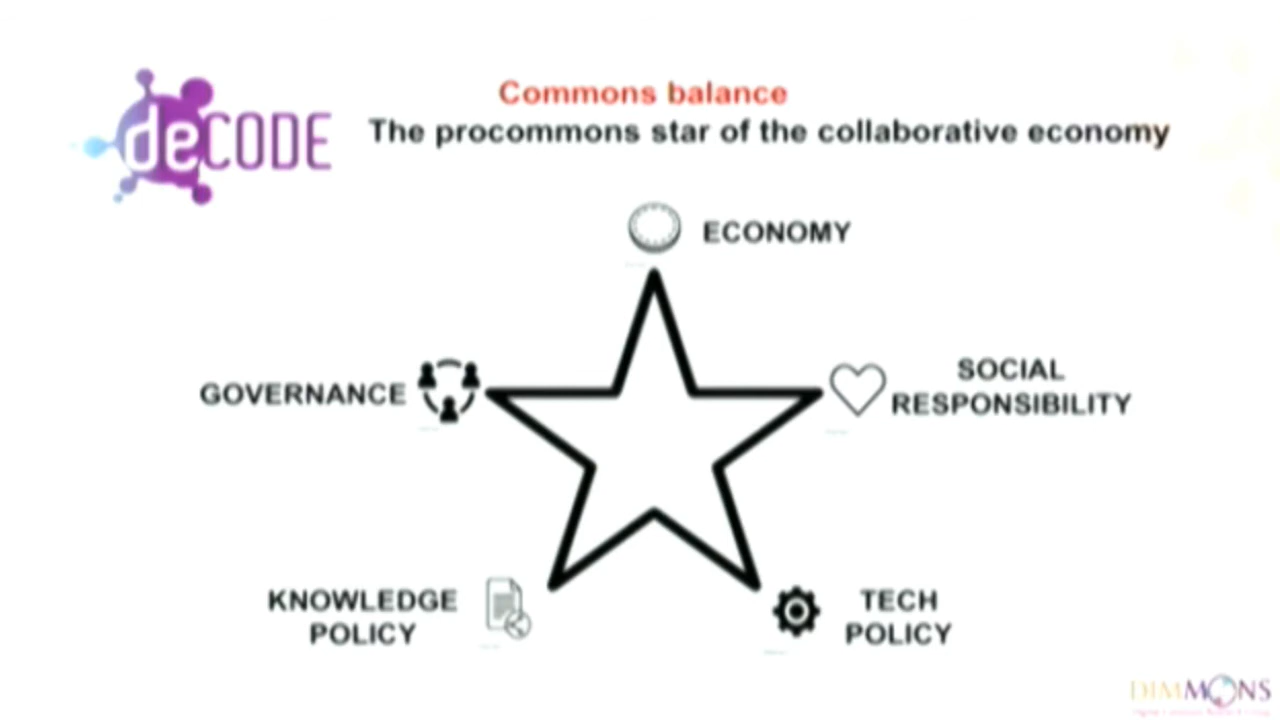 deCODE
Commons balance
The procommons star of the collaborative economy
ECONOMY
GOVERNANCE
SOCIAL
RESPONSIBILITY
KNOWLEDGE
POLICY
TECH
POLICY
DIMMONS